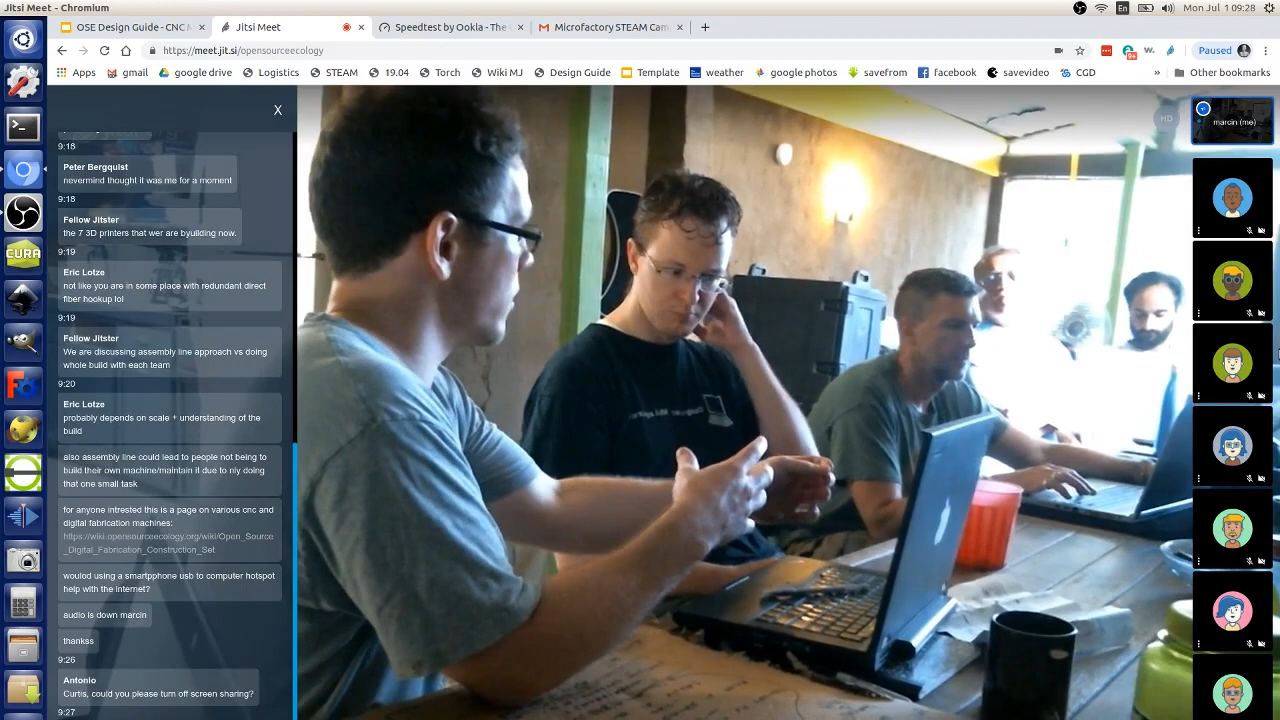 Jitsi Meet - Chromium
En
Mon Jul 1 09:28
OSE Design Guide - CNC M
Jitsi Meet
Speedtest by Ookla - The
Microfactory STEAM Cam
https://meet.jit.si/opensourceecology
9+
Paused
Apps
gmail
google drive
Logistics
STEAM
19.04
Torch
Wiki MJ
Design Guide
Template
weather
google photos
savefrom
facebook
savevideo
CGD
»
Other bookmarks
X
HD
marcin (me)
9:18
Peter Bergquist
nevermind thought it was me for a moment
9:18
Fellow Jitster
the 7 3D printers that wer are byuilding now.
9:19
Eric Lotze
not like you are in some place with redundant direct
fiber hookup lol
9:19
Fellow Jitster
We are discussing assembly line approach vs doing
whole build with each team
9:20
Eric Lotze
probably depends on scale + understanding of the
build
also assembly line could lead to people not being to
build their own machine/maintain it due to nly doing
that one small task
for anyone intrested this is a page on various cnc and
digital fabrication machines:
https://wiki.opensourceecology.org/wiki/Open_Source
_Digital_Fabrication_Construction_Set
woulod using a smartpphone usb to computer hotspot
help with the internet?
audio is down marcin
thankss
9:26
Antonio
Curtis, could you please turn off screen sharing?
9:27
CURA